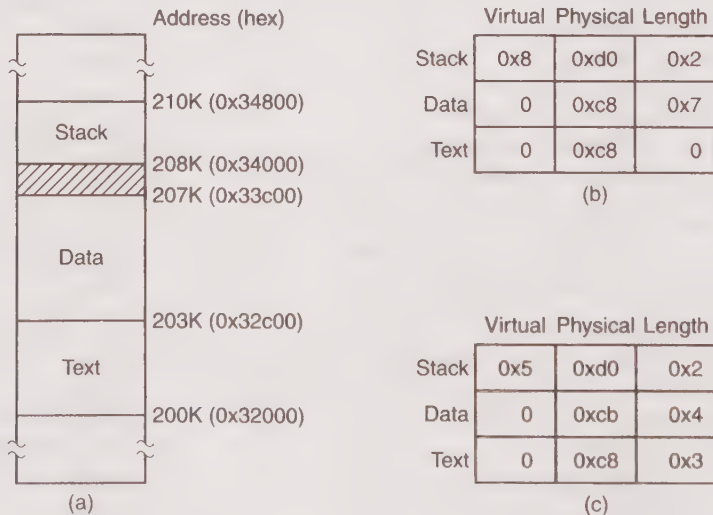 Address (hex)
210K (0x34800)
Stack
208K (0x34000)
207K (0x33c00)
Data
203K (0x32c00)
Text
200K (0x32000)
(a)
Virtual Physical Length
Stack 0x8 0xd0 0x2
Data 0 0xc8 0x7
Text 0 0xc8 0
(b)
Virtual Physical Length
Stack 0x5 0xd0 0x2
Data 0 0xcb 0x4
Text 0 0xc8 0x3
(c)